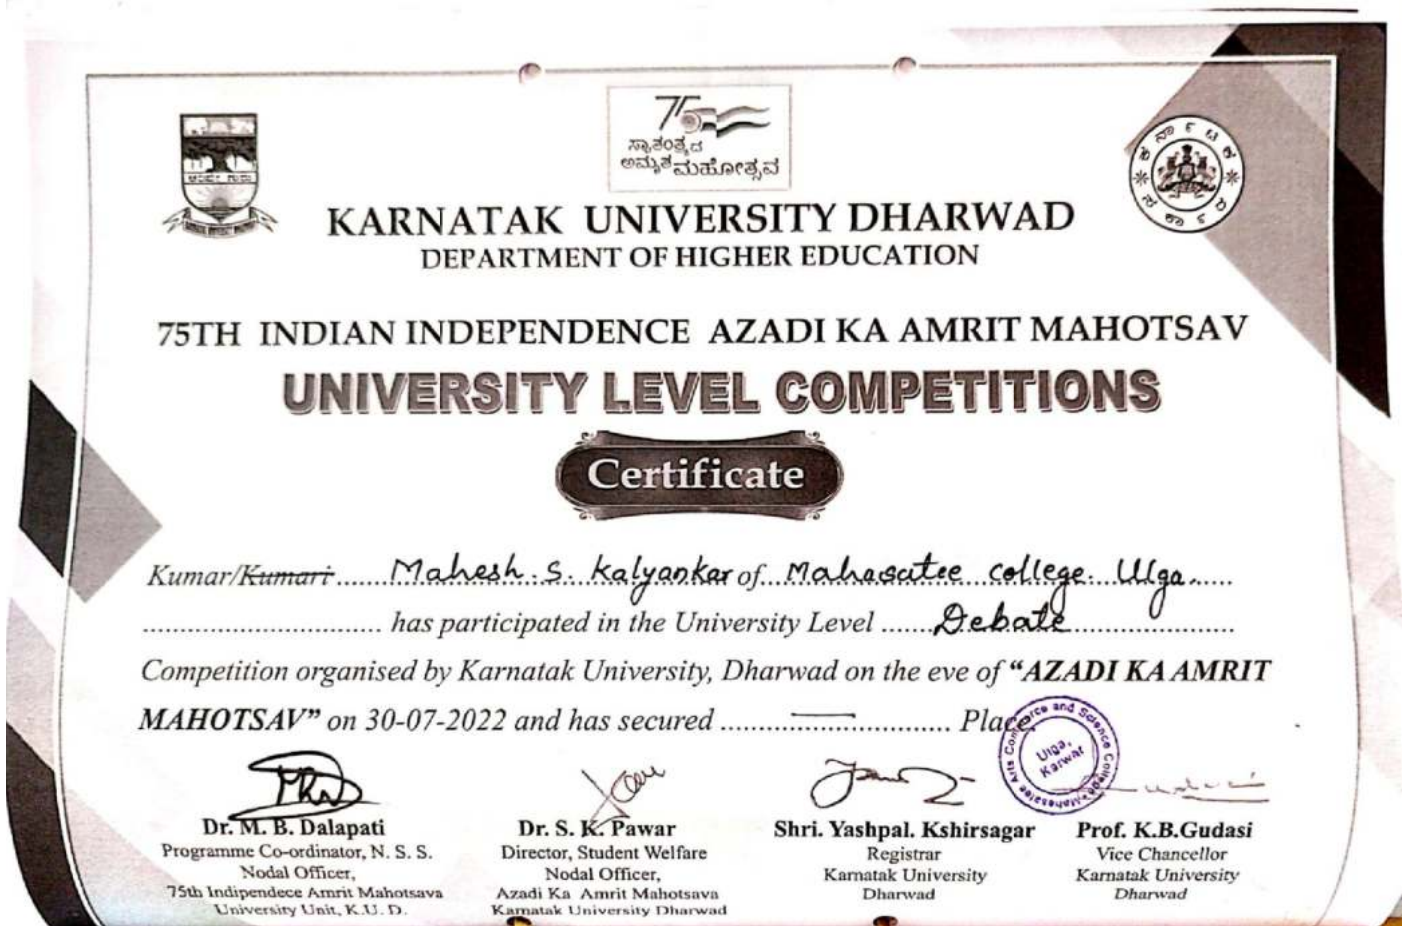 75
ಸ್ವಾತಂತ್ರ್ಯದ
ಅಮೃತ ಮಹೋತ್ಸವ
KARNATAK UNIVERSITY DHARWAD
DEPARTMENT OF HIGHER EDUCATION
75TH INDIAN INDEPENDENCE AZADI KA AMRIT MAHOTSAV
UNIVERSITY LEVEL COMPETITIONS
Certificate
Kumar/Kumari ...... Mahesh. S. Kalyankar of Mahasatee college. Ulga.
has participated in the University Level ...... Debate
Competition organised by Karnatak University, Dharwad on the eve of "AZADI KA AMRIT
MAHOTSAV" on 30-07-2022 and has secured ...... — ...... Place.
Ulga, Karwar
Dr. M. B. Dalapati
Programme Co-ordinator, N. S. S.
Nodal Officer,
75th Indipendece Amrit Mahotsava
University Unit, K.U. D.
Dr. S. K. Pawar
Director, Student Welfare
Nodal Officer,
Azadi Ka Amrit Mahotsava
Karnatak University Dharwad
Shri. Yashpal. Kshirsagar
Registrar
Karnatak University
Dharwad
Prof. K.B.Gudasi
Vice Chancellor
Karnatak University
Dharwad